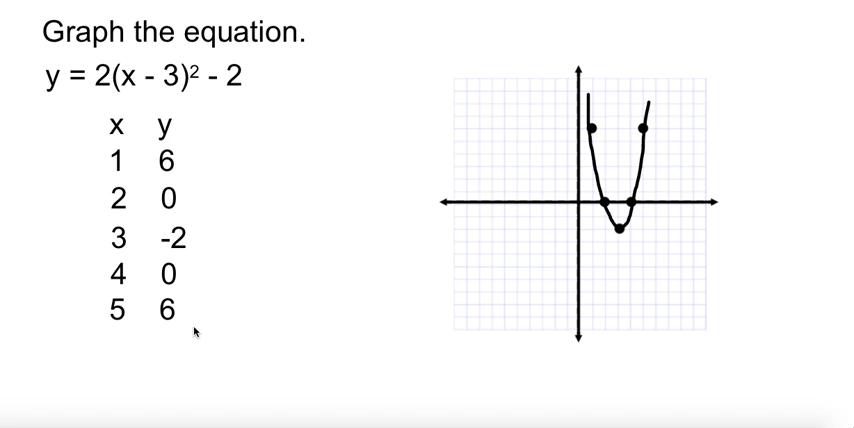 Graph the equation.
y = 2(x - 3)² - 2
x y
1 6
2 0
3 -2
4 0
5 6